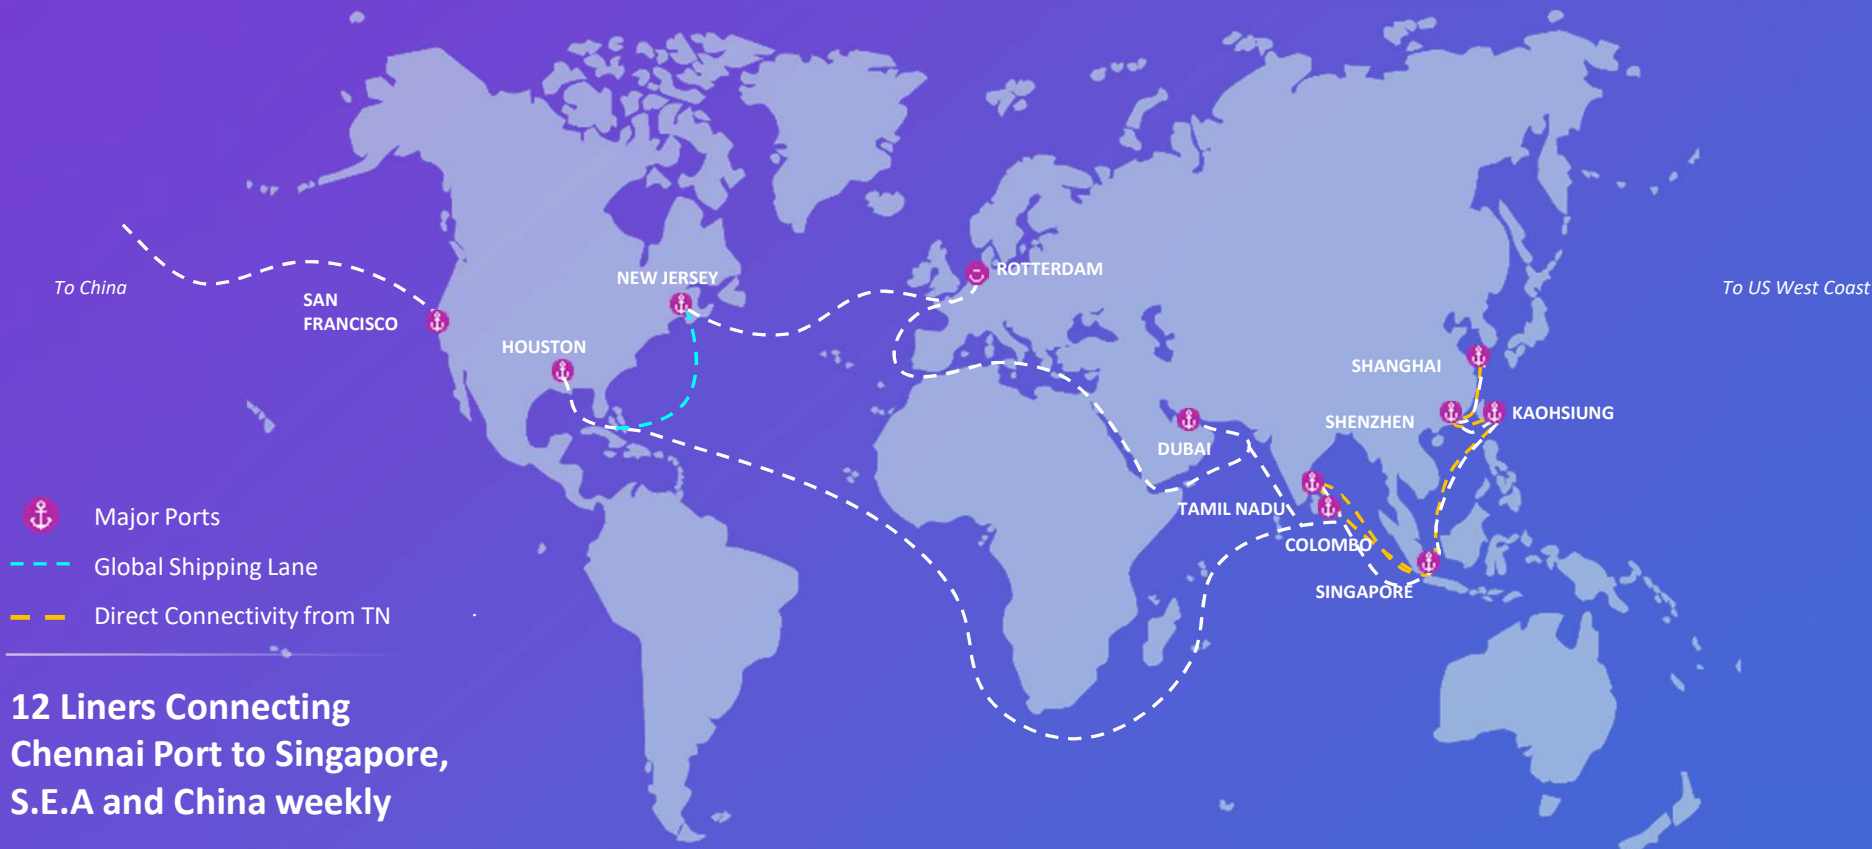 To China
SAN
FRANCISCO
NEW JERSEY
HOUSTON
ROTTERDAM
To US West Coast
SHANGHAI
SHENZHEN
KAOHSIUNG
DUBAI
TAMIL NADU
COLOMBO
SINGAPORE
Major Ports
Global Shipping Lane
Direct Connectivity from TN
12 Liners Connecting
Chennai Port to Singapore,
S.E.A and China weekly